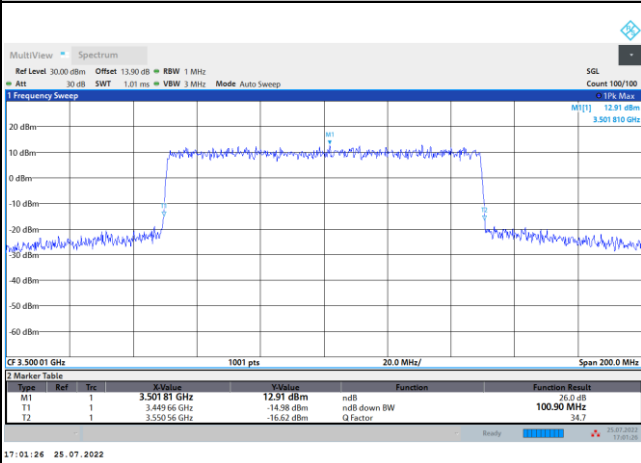 MultiView Spectrum
Ref Level 30.00 dBm Offset 13.90 dB RBW 1 MHz SGL
Att 30 dB SWT 1.01 ms VBW 3 MHz Mode Auto Sweep Count 100/100
1 Frequency Sweep 1Pk Max
M1[1] 12.91 dBm
3.501 810 GHz
20 dBm
M1
10 dBm
0 dBm
-10 dBm
T1 T2
-20 dBm
-30 dBm
-40 dBm
-50 dBm
-60 dBm
CF 3.500 01 GHz 1001 pts 20.0 MHz/ Span 200.0 MHz
2 Marker Table
Type Ref Trc X-Value Y-Value Function Function Result
M1 1 3.501 81 GHz 12.91 dBm ndB 26.0 dB
T1 1 3.449 66 GHz -14.98 dBm ndB down BW 100.90 MHz
T2 1 3.550 56 GHz -16.62 dBm Q Factor 34.7
Ready 25.07.2022
17:01:26
17:01:26 25.07.2022